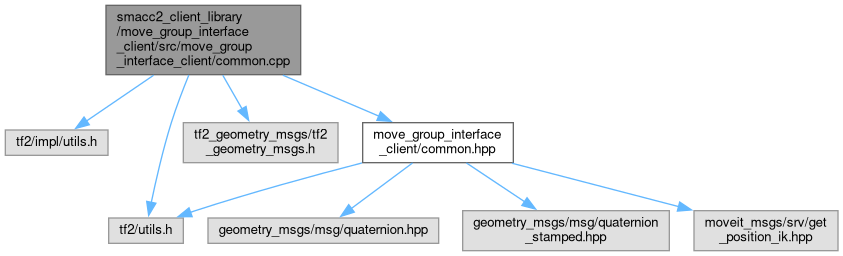 smacc2_client_library
/move_group_interface
_client/src/move_group
_interface_client/common.cpp
tf2/impl/utils.h
tf2_geometry_msgs/tf2
_geometry_msgs.h
move_group_interface
_client/common.hpp
tf2/utils.h
geometry_msgs/msg/quaternion.hpp
geometry_msgs/msg/quaternion
_stamped.hpp
moveit_msgs/srv/get
_position_ik.hpp